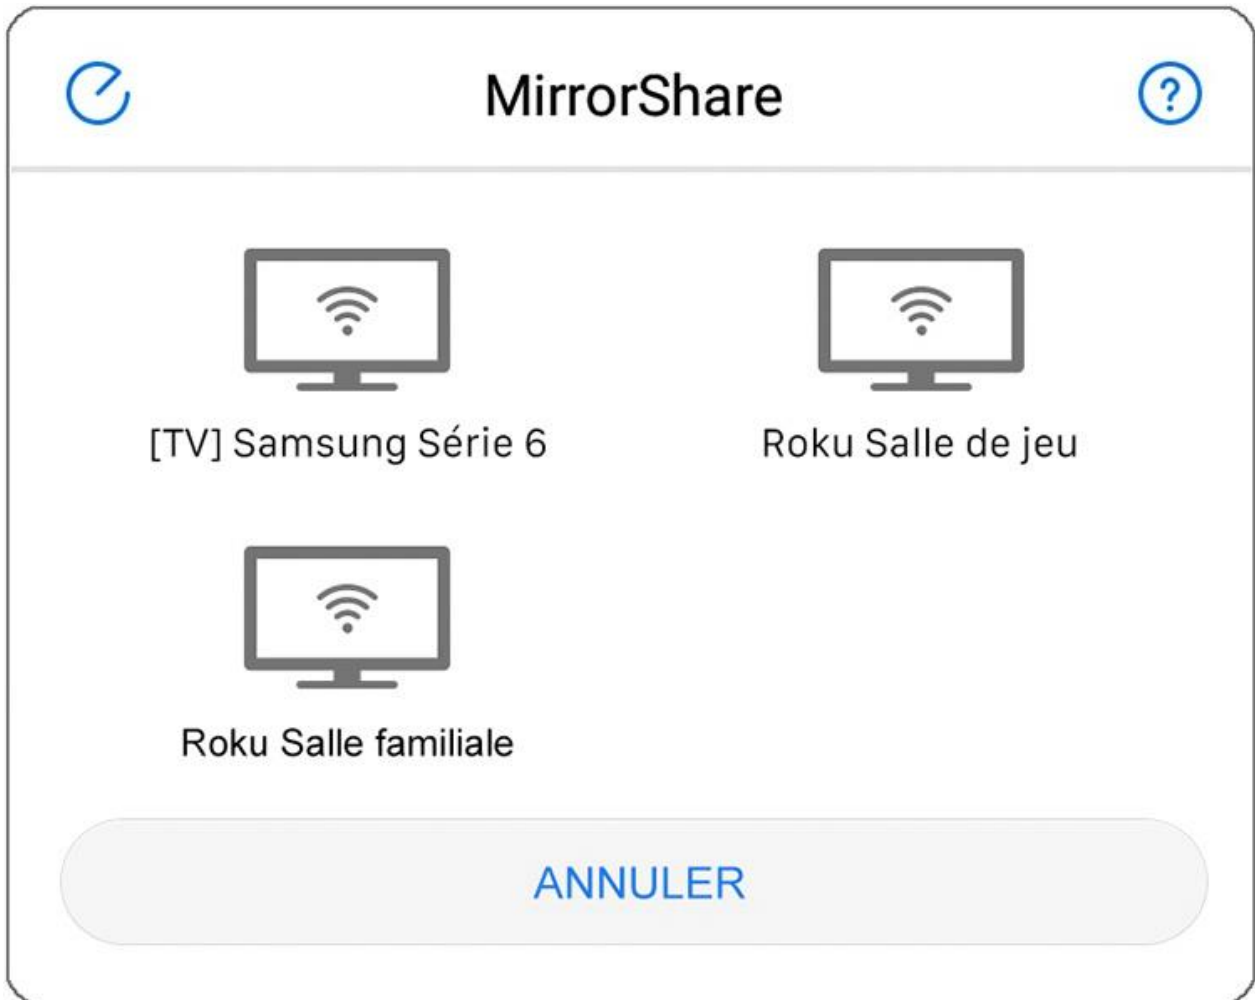 MirrorShare
[TV] Samsung Série 6
Roku Salle de jeu
Roku Salle familiale
ANNULER